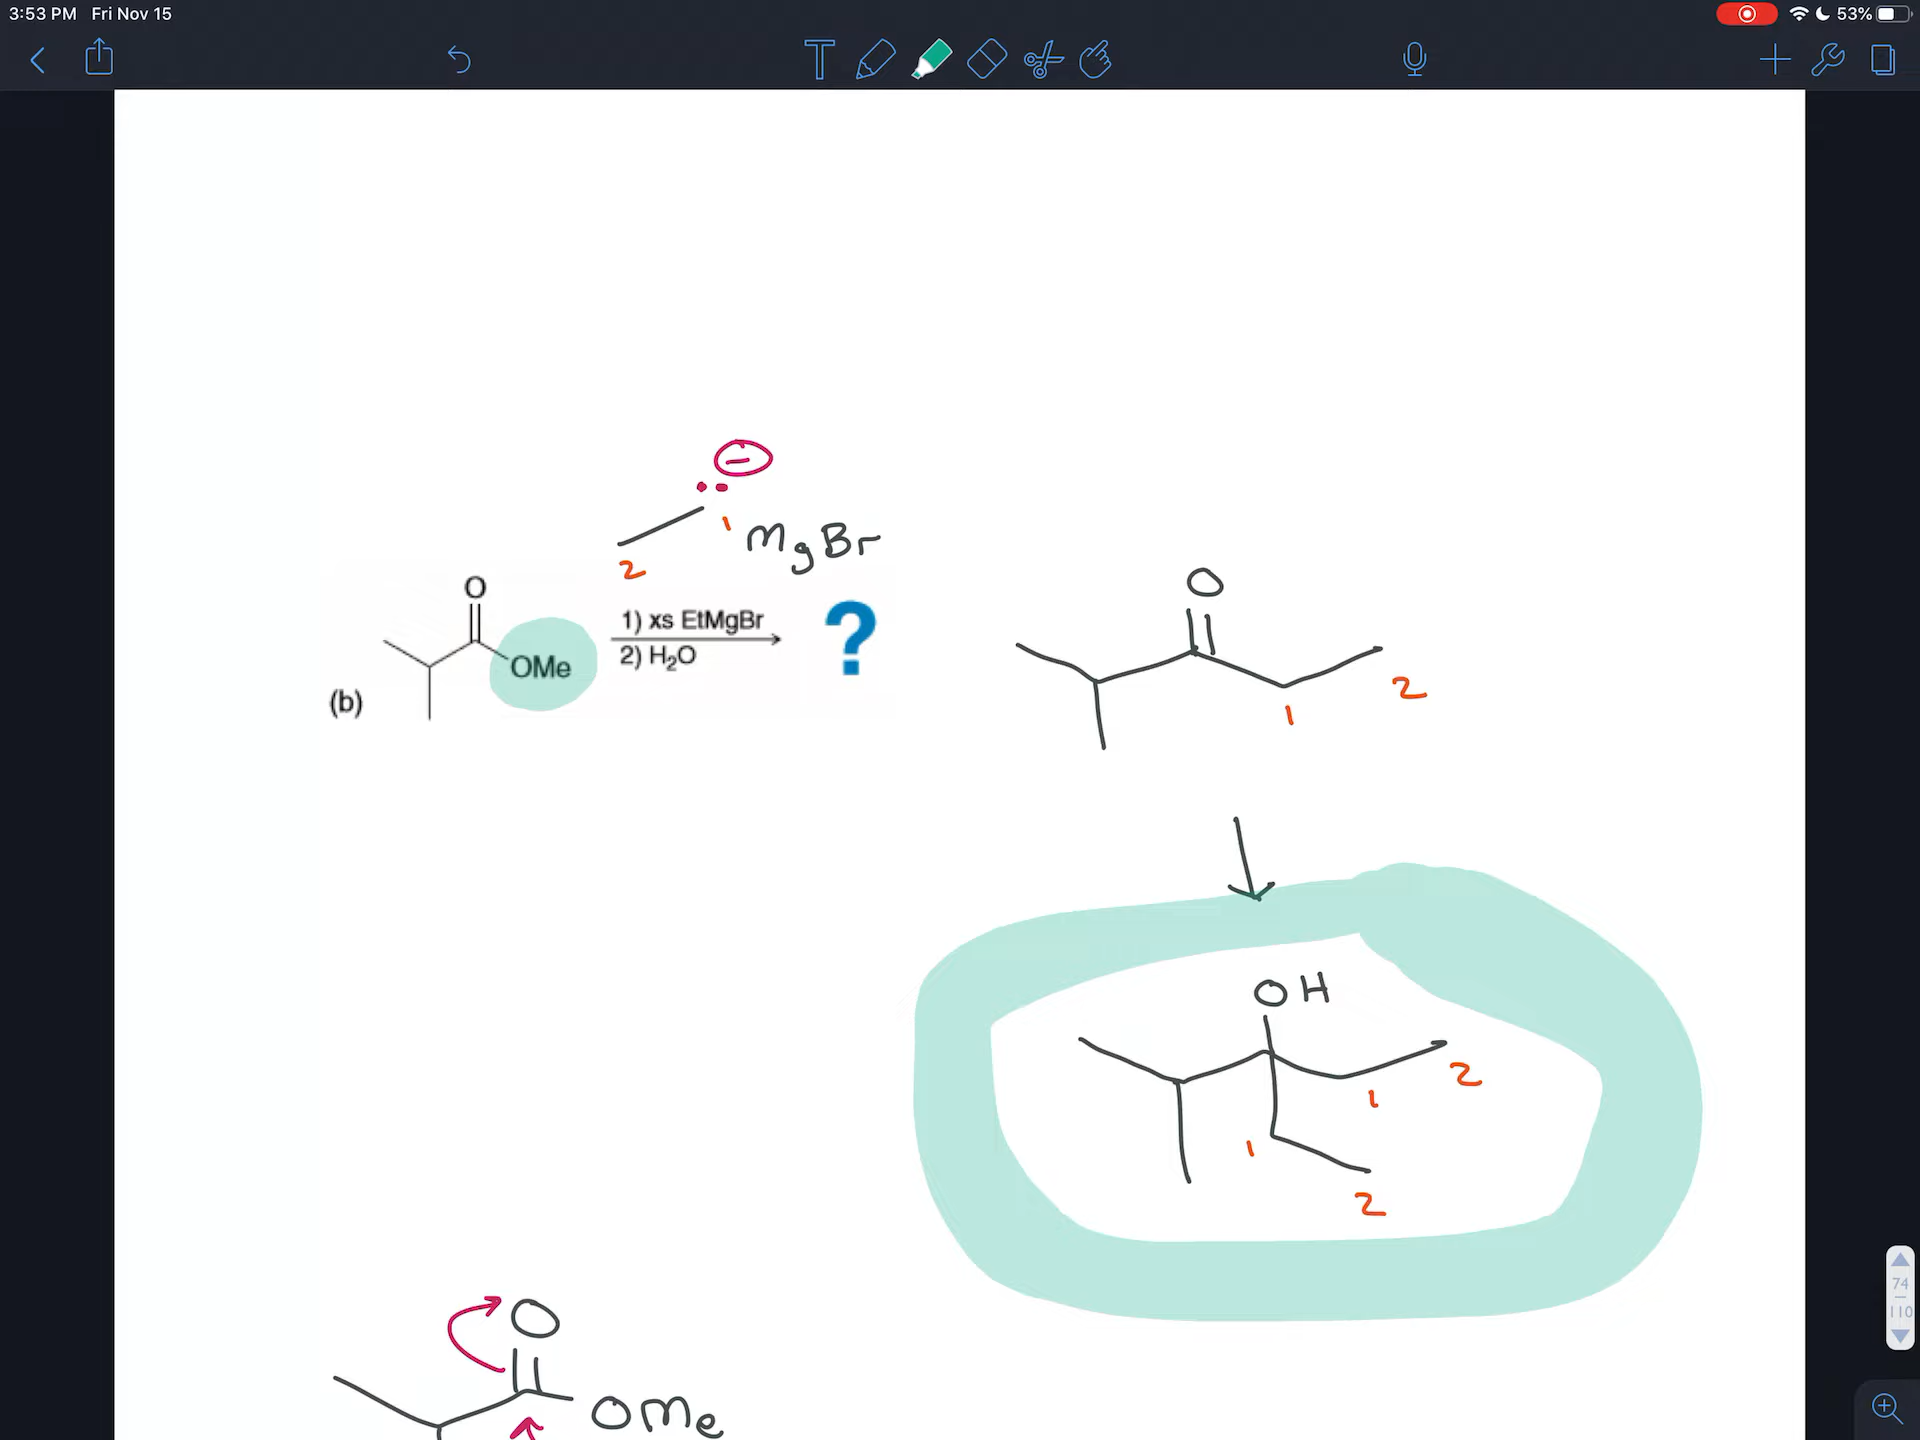 3:53 PM Fri Nov 15
53%
T
−
1
MgBr
2
O
OMe
1) xs EtMgBr
2) H₂O
?
(b)
O
1
2
OH
1
2
1
2
74
110
O
OMe